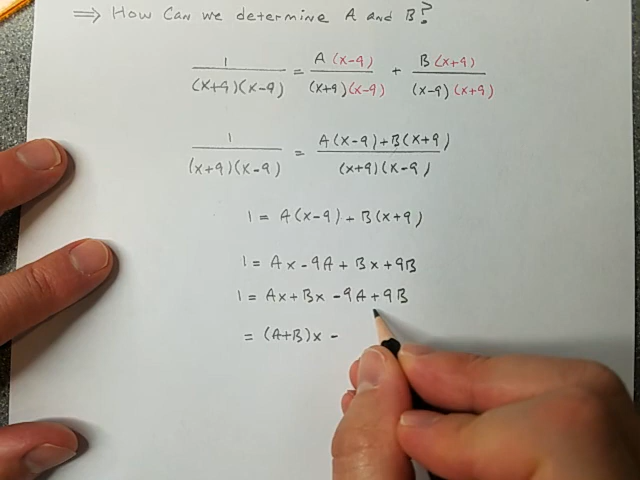 ⟹ How Can we determine A and B?
1/((x+9)(x-9)) = A(x-9)/((x+9)(x-9)) + B(x+9)/((x-9)(x+9))
1/((x+9)(x-9)) = (A(x-9)+B(x+9))/((x+9)(x-9))
1 = A(x-9) + B(x+9)
1 = Ax - 9A + Bx + 9B
1 = Ax + Bx - 9A + 9B
= (A+B)x -